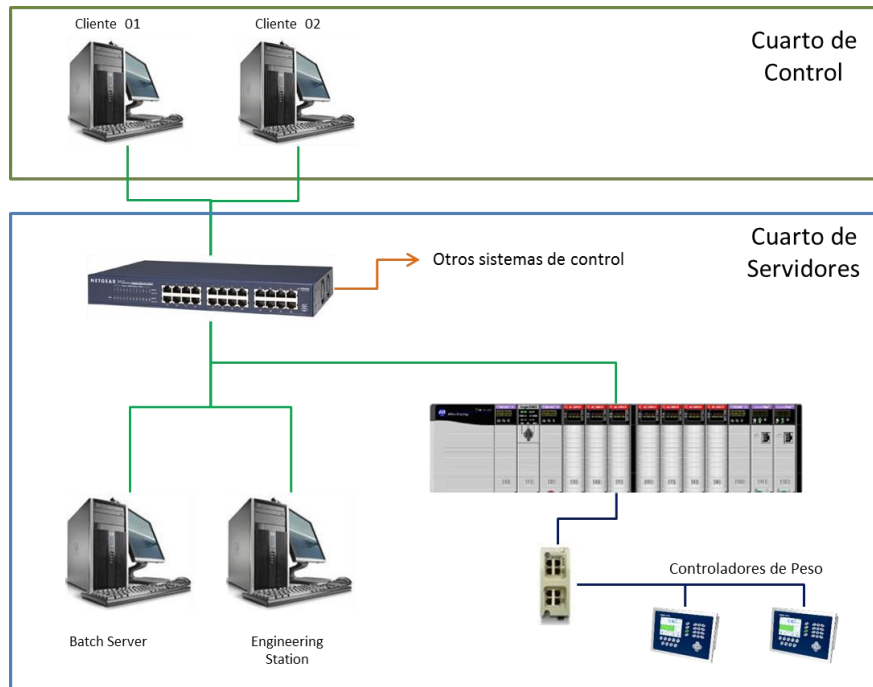 Cliente 01
Cliente 02
Cuarto de
Control
Cuarto de
Servidores
Otros sistemas de control
NETGEAR
Controladores de Peso
Batch Server
Engineering
Station